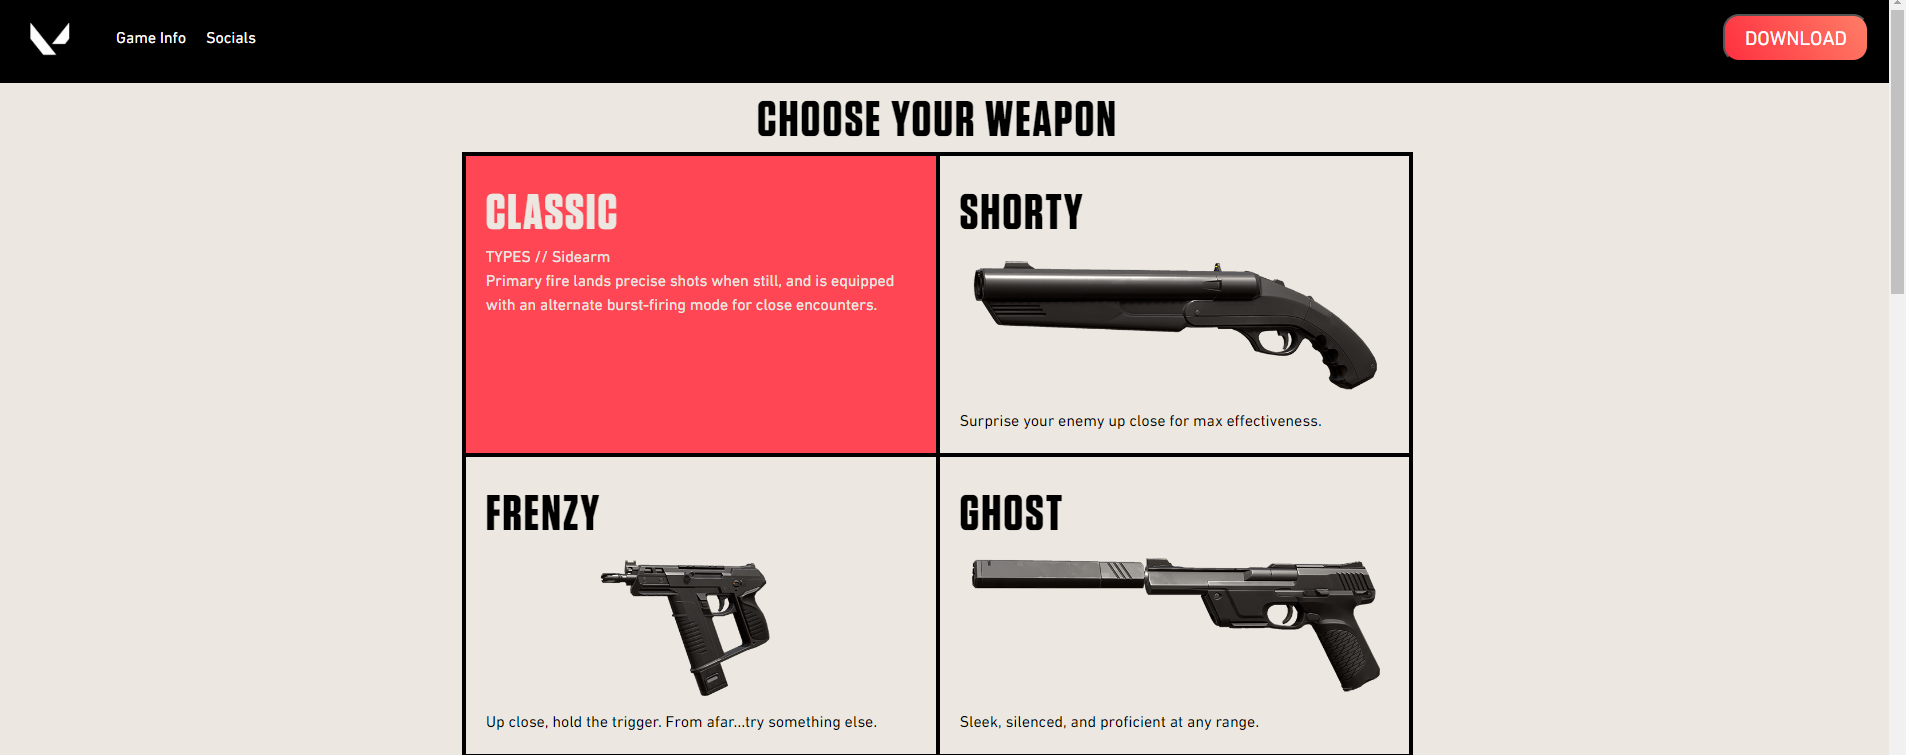 Game Info Socials DOWNLOAD
CHOOSE YOUR WEAPON
CLASSIC
TYPES // Sidearm
Primary fire lands precise shots when still, and is equipped
with an alternate burst-firing mode for close encounters.
SHORTY
Surprise your enemy up close for max effectiveness.
FRENZY
Up close, hold the trigger. From afar...try something else.
GHOST
Sleek, silenced, and proficient at any range.